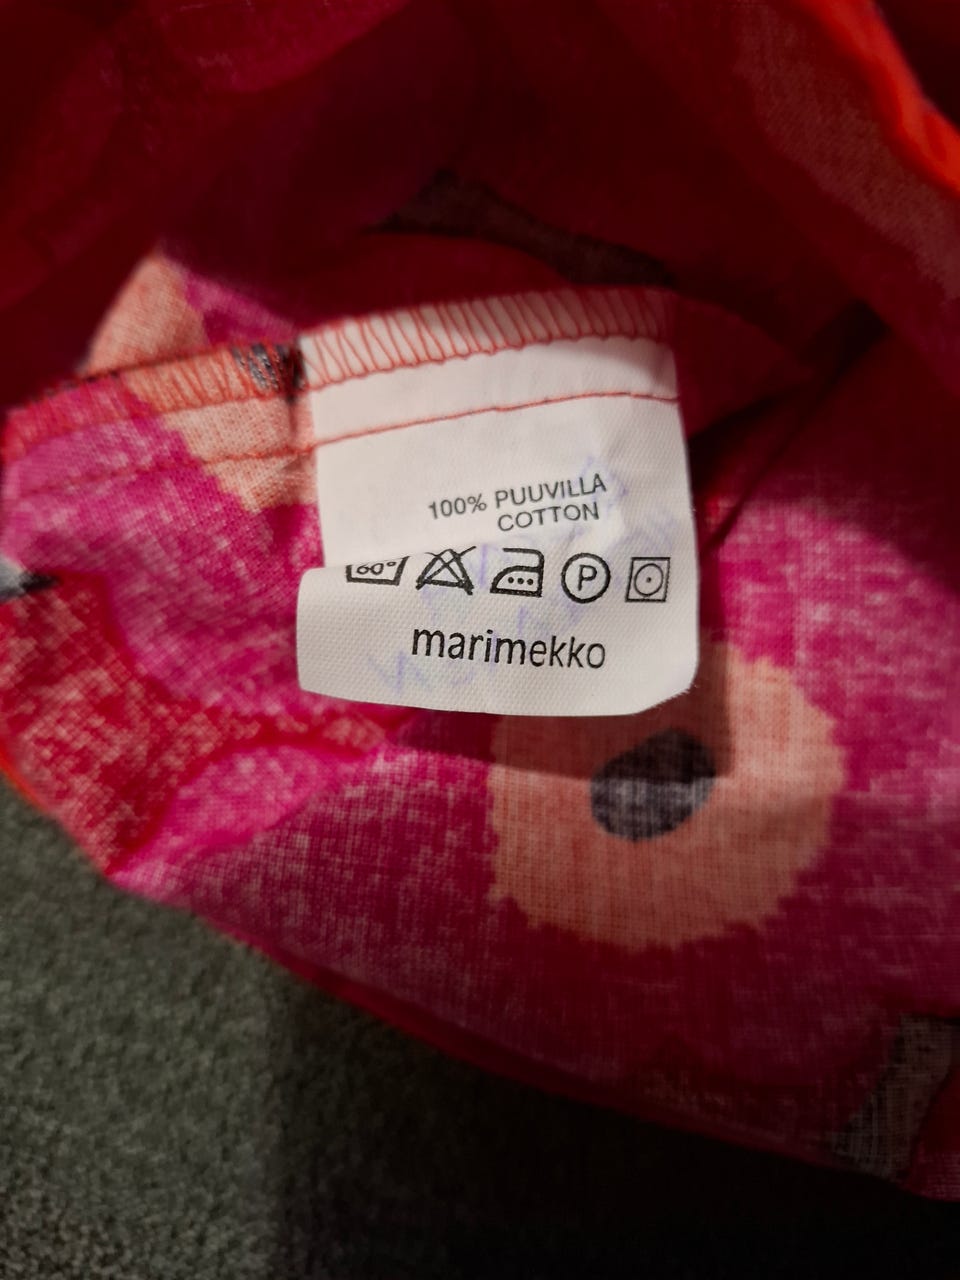 100% PUUVILLA
COTTON
60°
P
marimekko